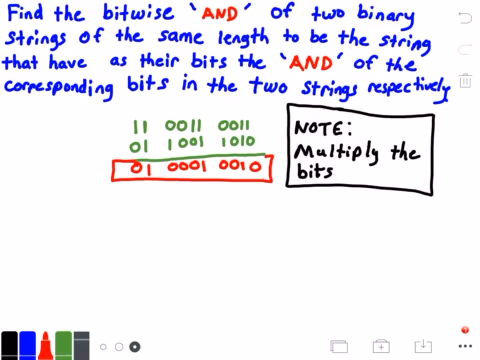 Find the bitwise 'AND' of two binary
strings of the same length to be the string
that have as their bits the 'AND' of the
corresponding bits in the two strings respectively
11 0011 0011
01 1001 1010
01 0001 0010
NOTE:
Multiply the
bits